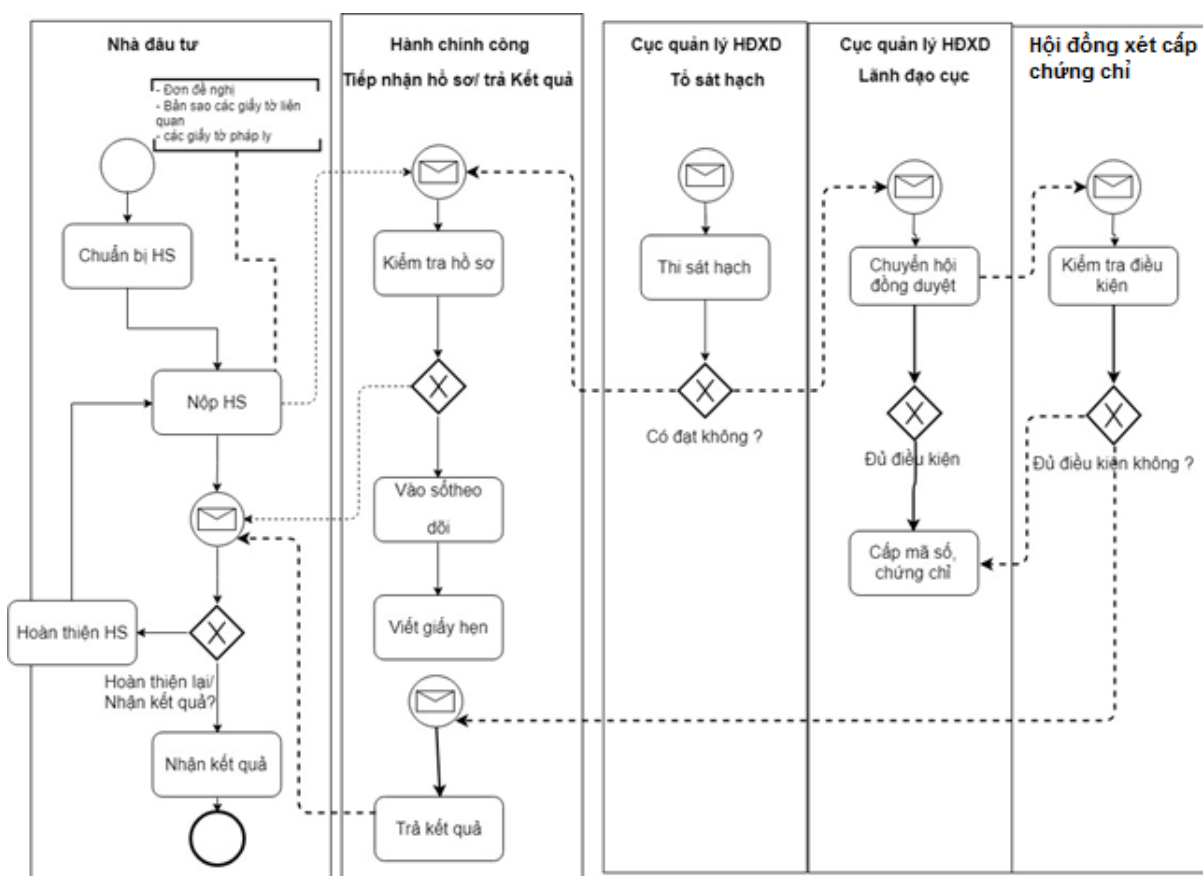 Nhà đâu tư
- Đơn đề nghị
- Bản sao các giấy tờ liên
quan
- các giấy tờ pháp ly
Chuẩn bị HS
Nộp HS
Hoàn thiện HS
Hoàn thiện lại/
Nhận kết quả?
Nhận kết quả
Hành chính công
Tiếp nhận hồ sơ/ trả Kết quả
Kiểm tra hồ sơ
Vào sổtheo
dõi
Viết giấy hẹn
Trả kết quả
Cục quản lý HĐXD
Tổ sát hạch
Thi sát hạch
Có đạt không ?
Cục quản lý HĐXD
Lãnh đạo cục
Chuyển hội
đồng duyệt
Đủ điều kiện
Cấp mã số,
chứng chỉ
Hội đồng xét cấp
chứng chỉ
Kiểm tra điều
kiện
Đủ điều kiên không ?